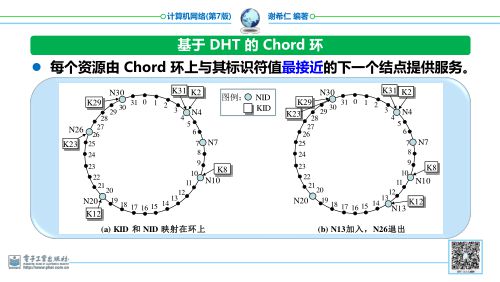 计算机网络(第7版) 谢希仁 编著
基于 DHT 的 Chord 环
每个资源由 Chord 环上与其标识符值最接近的下一个结点提供服务。
图例: NID
KID
N30 K31 K2
K29 N4
N26
K23 N7
K8
N10
N20
K12
30 31 0 1 2 3 4 5 6 7 8 9 10 11 12 13 14 15 16 17 18 19 20 21 22 23 24 25 26 27 28 29
(a) KID 和 NID 映射在环上
N30 K31 K2
K29 N4
K23
N7
K8
N10
N20 N13 K12
30 31 0 1 2 3 4 5 6 7 8 9 10 11 12 13 14 15 16 17 18 19 20 21 22 23 24 25 26 27 28 29
(b) N13加入,N26退出
电子工业出版社
http://www.phei.com.cn